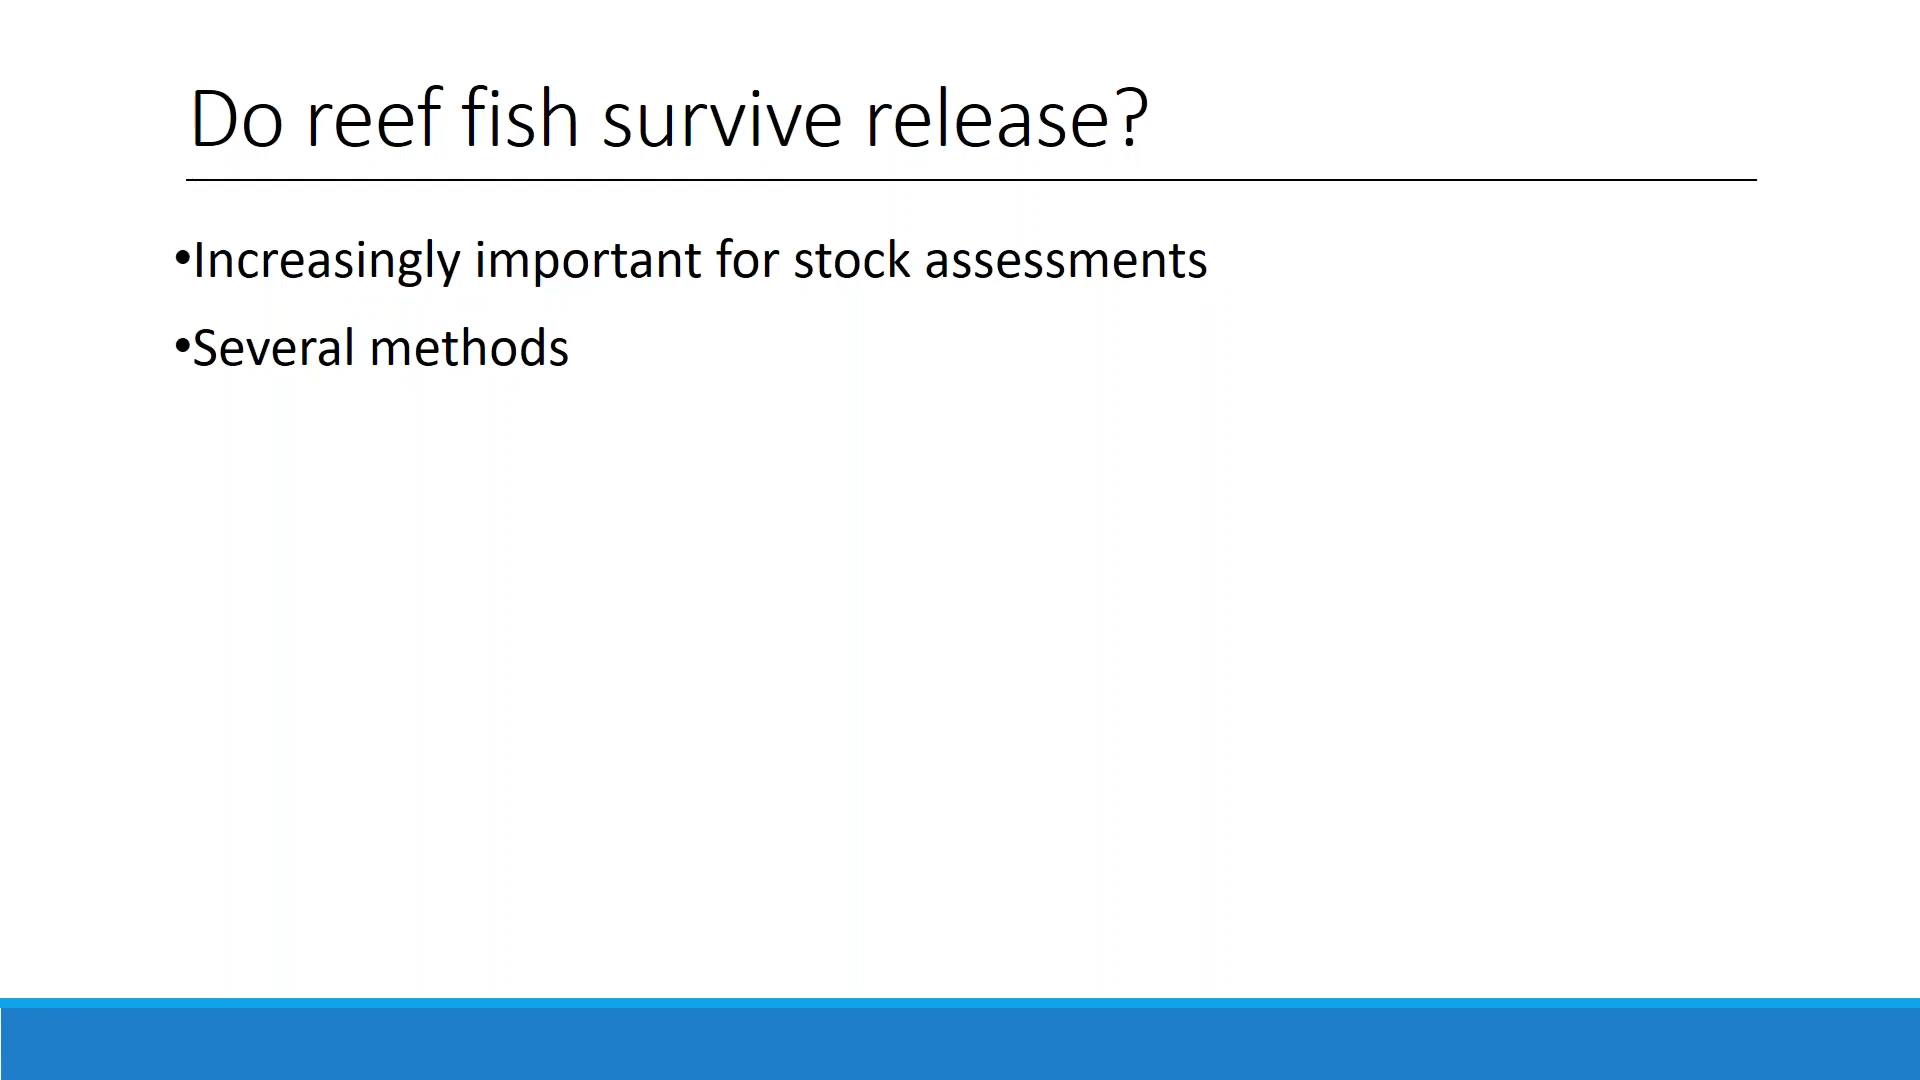 Do reef fish survive release?
•Increasingly important for stock assessments
•Several methods